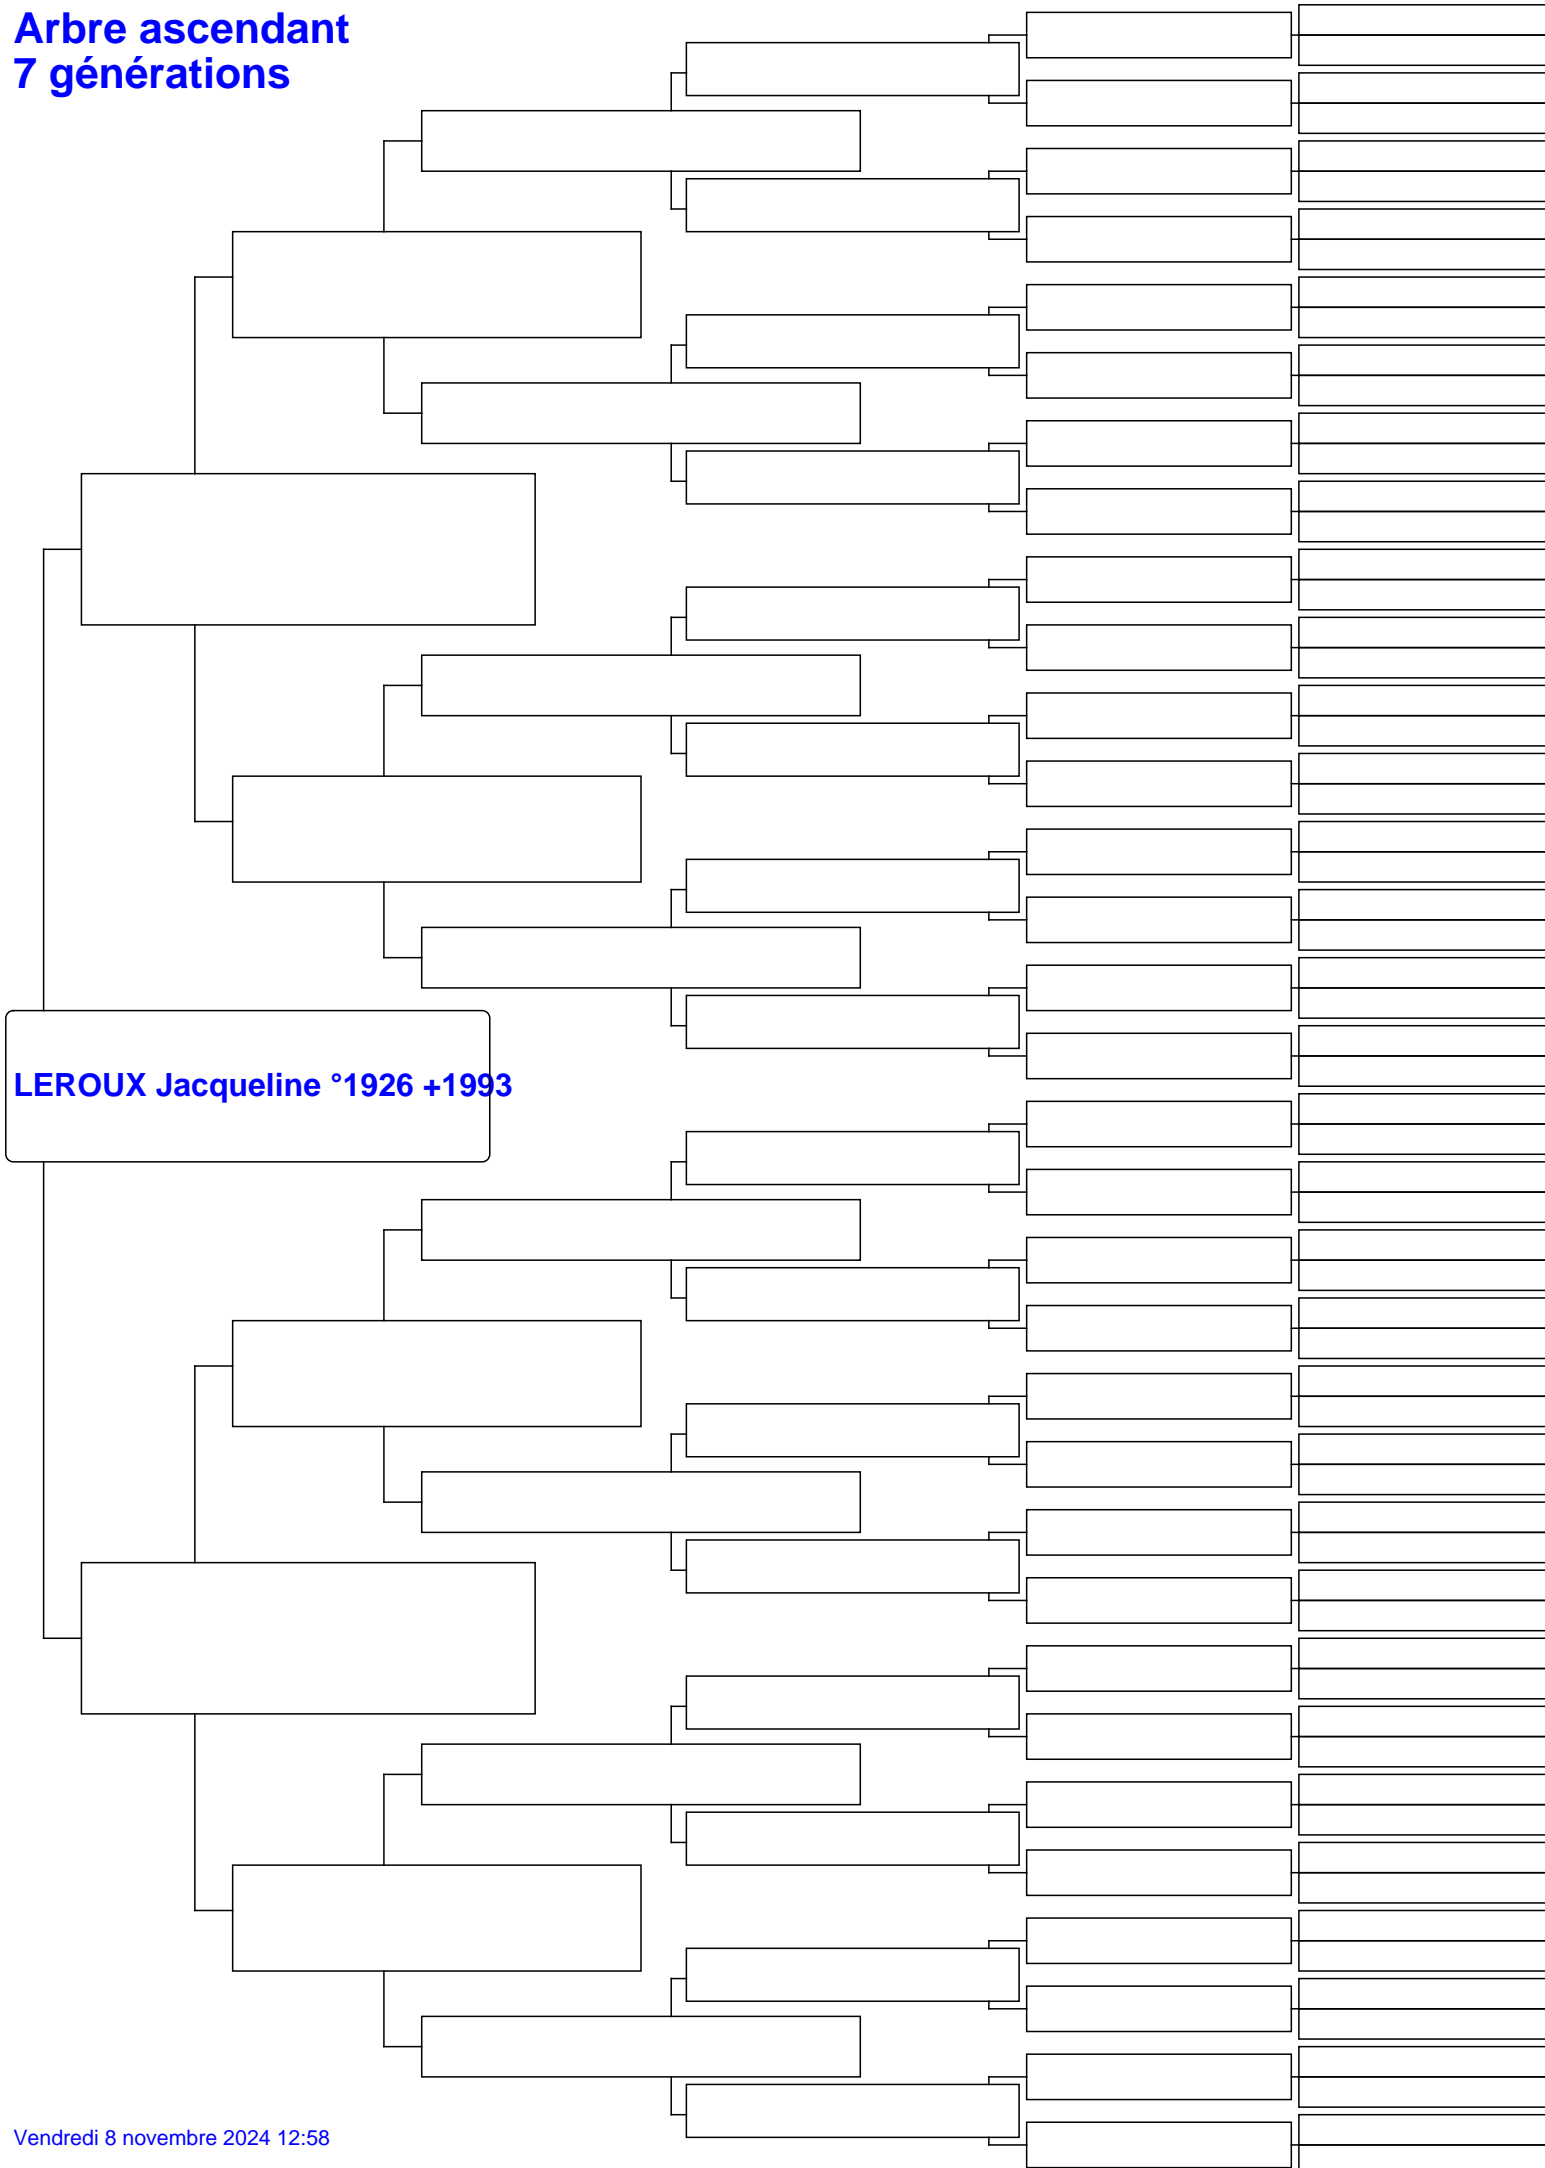 Arbre ascendant
7 générations
LEROUX Jacqueline °1926 +1993
Vendredi 8 novembre 2024 12:58